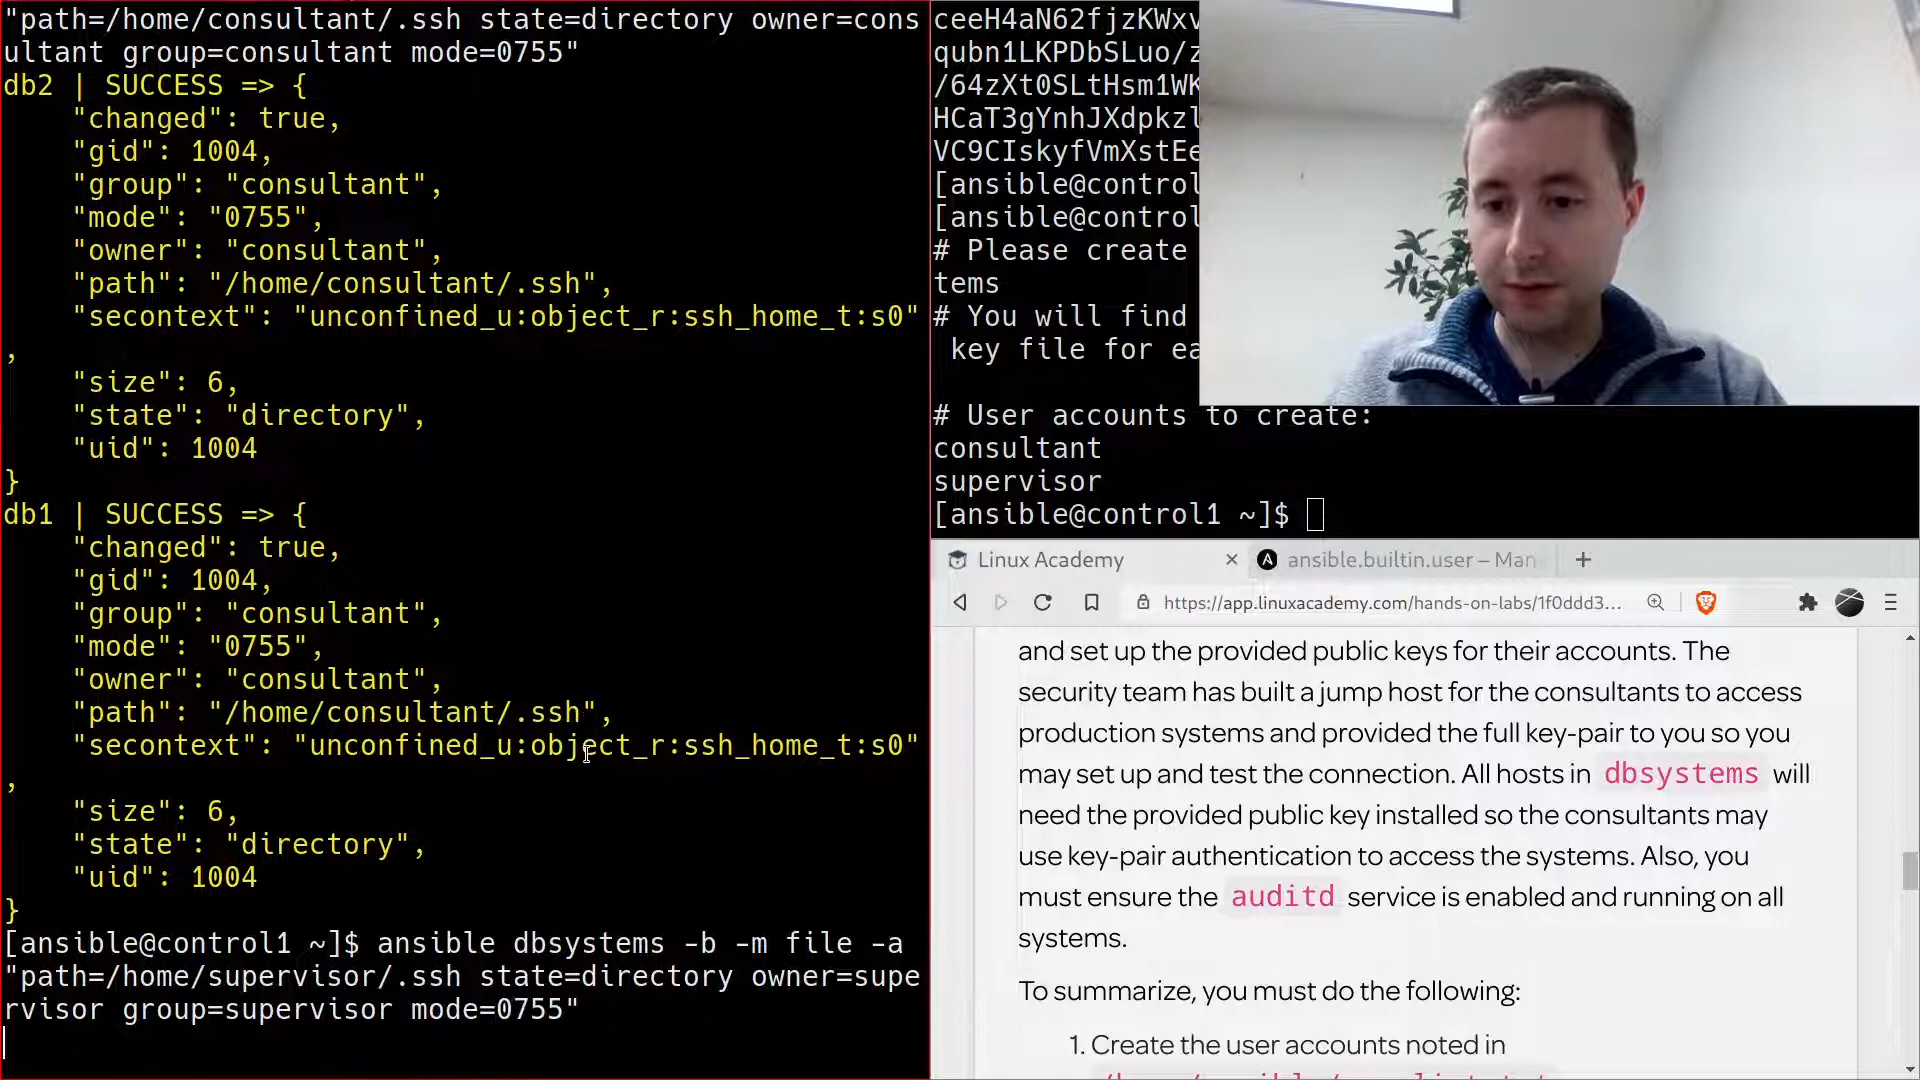 "path=/home/consultant/.ssh state=directory owner=cons
ultant group=consultant mode=0755"
db2 | SUCCESS => {
"changed": true,
"gid": 1004,
"group": "consultant",
"mode": "0755",
"owner": "consultant",
"path": "/home/consultant/.ssh",
"secontext": "unconfined_u:object_r:ssh_home_t:s0"
,
"size": 6,
"state": "directory",
"uid": 1004
}
db1 | SUCCESS => {
"changed": true,
"gid": 1004,
"group": "consultant",
"mode": "0755",
"owner": "consultant",
"path": "/home/consultant/.ssh",
"secontext": "unconfined_u:object_r:ssh_home_t:s0"
,
"size": 6,
"state": "directory",
"uid": 1004
}
[ansible@control1 ~]$ ansible dbsystems -b -m file -a
"path=/home/supervisor/.ssh state=directory owner=supe
rvisor group=supervisor mode=0755"
ceeH4aN62fjzKWxv
qubn1LKPDbSLuo/z
/64zXt0SLtHsm1WK
HCaT3gYnhJXdpkzl
VC9CIskyfVmXstEe
[ansible@control
[ansible@control
# Please create
tems
# You will find
key file for ea
# User accounts to create:
consultant
supervisor
[ansible@control1 ~]$
Linux Academy
ansible.builtin.user – Man
https://app.linuxacademy.com/hands-on-labs/1f0ddd3...
and set up the provided public keys for their accounts. The
security team has built a jump host for the consultants to access
production systems and provided the full key-pair to you so you
may set up and test the connection. All hosts in dbsystems will
need the provided public key installed so the consultants may
use key-pair authentication to access the systems. Also, you
must ensure the auditd service is enabled and running on all
systems.
To summarize, you must do the following:
1. Create the user accounts noted in